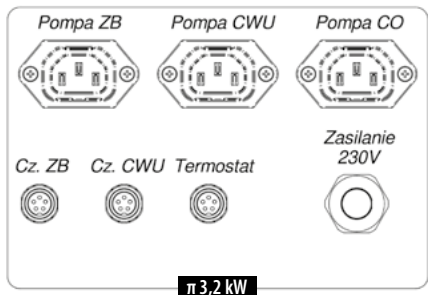 Pompa ZB Pompa CWU Pompa CO
Zasilanie
230V
Cz. ZB Cz. CWU Termostat
π 3,2 kW